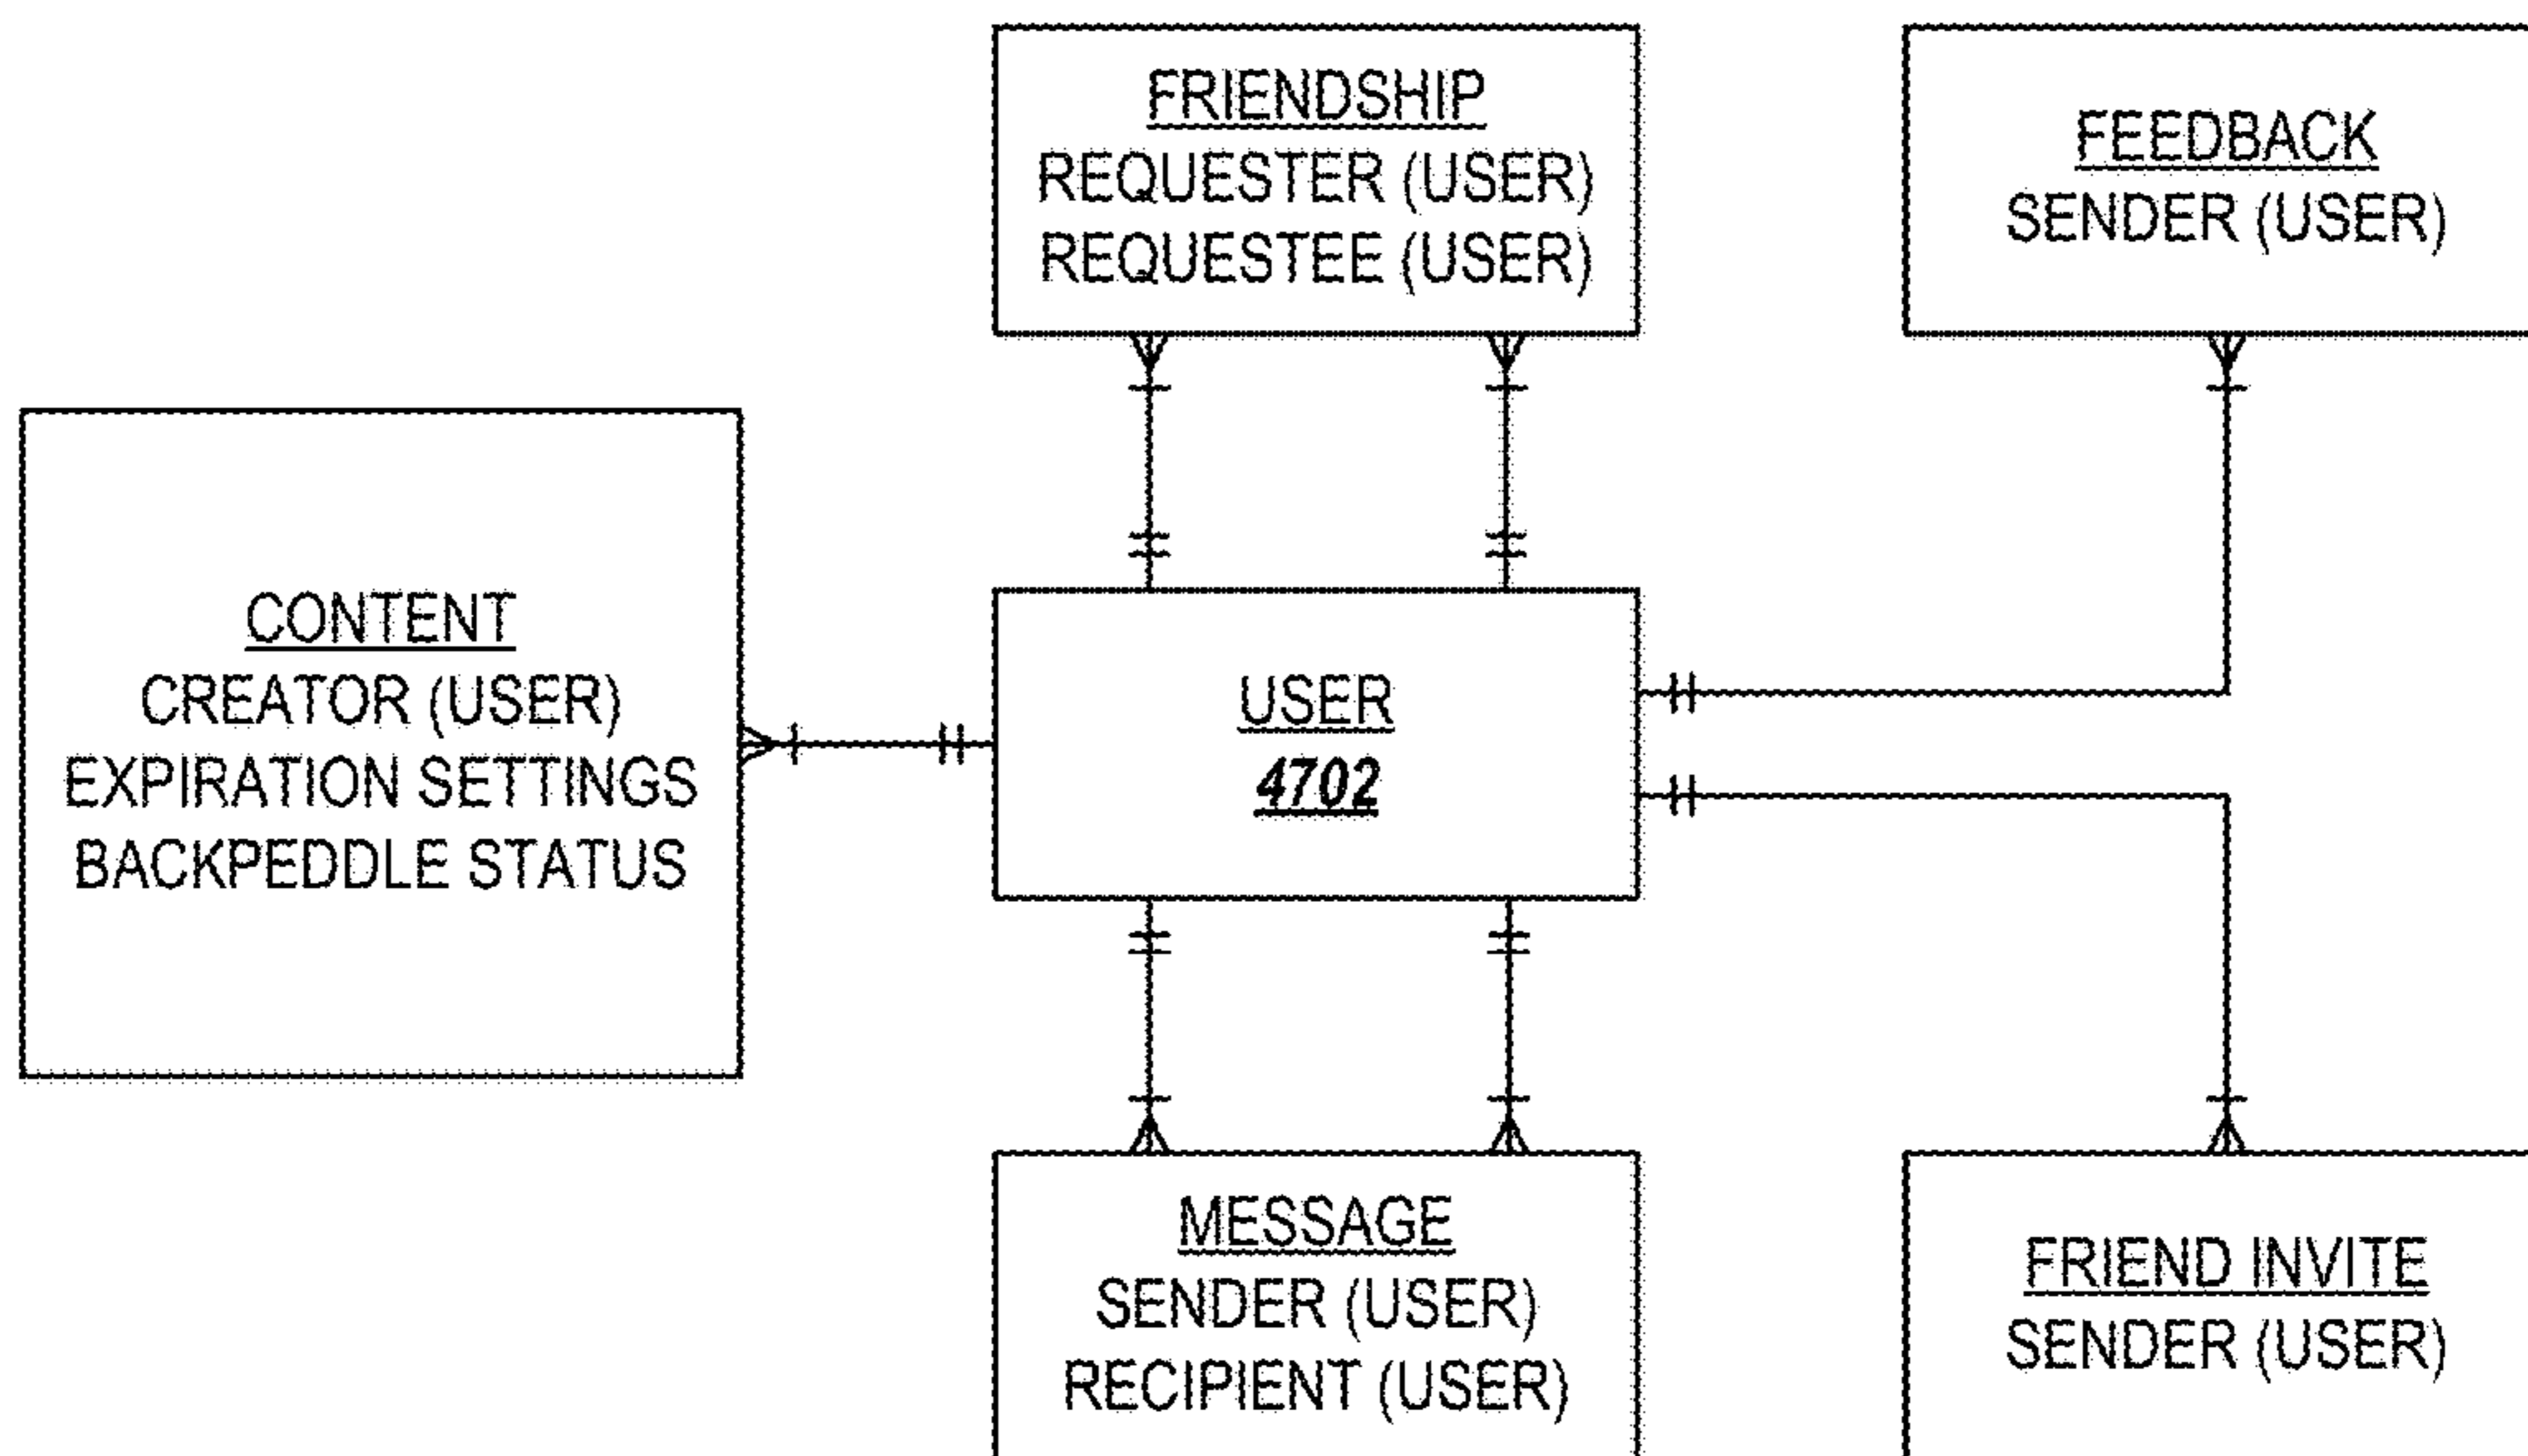 FRIENDSHIP
REQUESTER (USER)
REQUESTEE (USER)
FEEDBACK
SENDER (USER)
CONTENT
CREATOR (USER)
EXPIRATION SETTINGS
BACKPEDDLE STATUS
USER
4702
MESSAGE
SENDER (USER)
RECIPIENT (USER)
FRIEND INVITE
SENDER (USER)